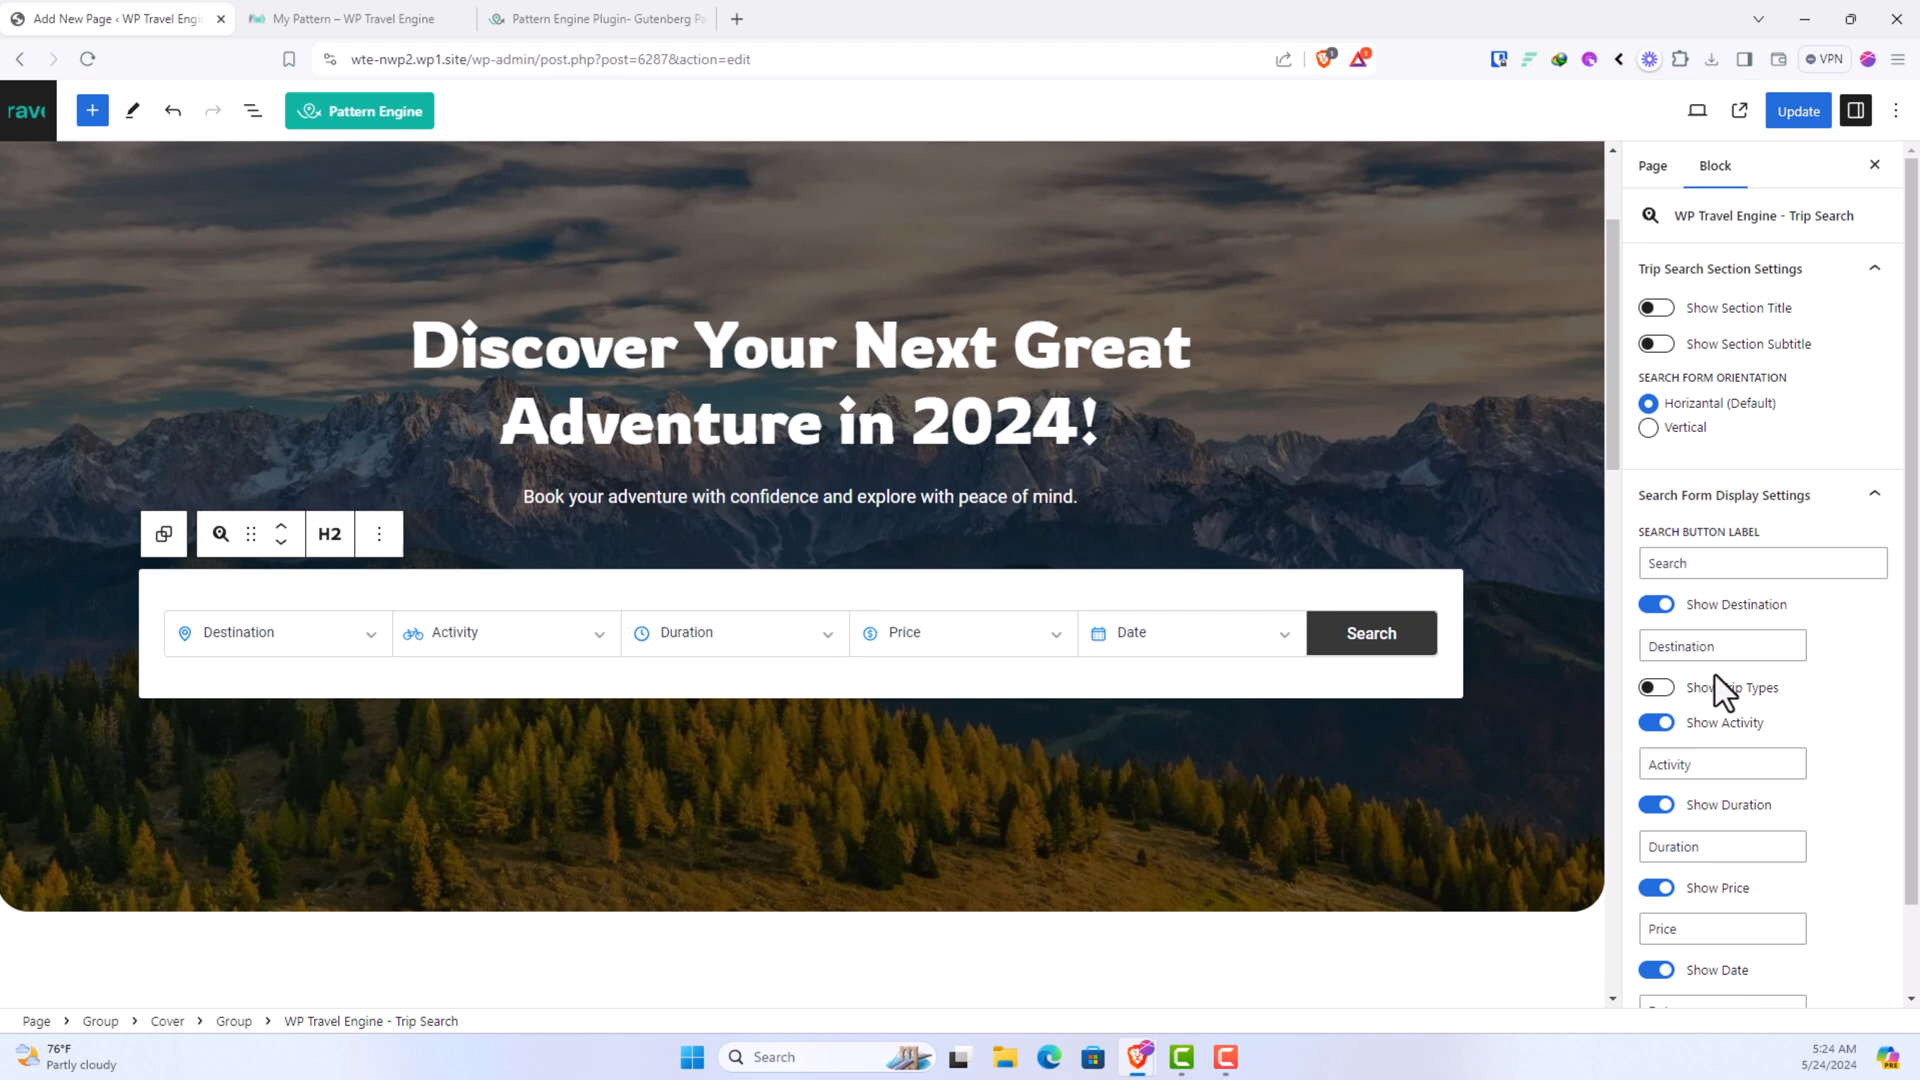 Add New Page ‹ WP Travel Engi
My Pattern – WP Travel Engine
Pattern Engine Plugin- Gutenberg Pa
wte-nwp2.wp1.site/wp-admin/post.php?post=6287&action=edit
1
1
VPN
Pattern Engine
Update
Page
Block
WP Travel Engine - Trip Search
Trip Search Section Settings
Show Section Title
Show Section Subtitle
SEARCH FORM ORIENTATION
Horizantal (Default)
Vertical
Search Form Display Settings
SEARCH BUTTON LABEL
Search
Show Destination
Destination
Types
Show Activity
Activity
Show Duration
Duration
Show Price
Price
Show Date
Discover Your Next Great
Adventure in 2024!
Book your adventure with confidence and explore with peace of mind.
H2
Destination
Activity
Duration
Price
Date
Search
Page > Group > Cover > Group > WP Travel Engine - Trip Search
76°F
Partly cloudy
Search
5:24 AM
5/24/2024
PRE